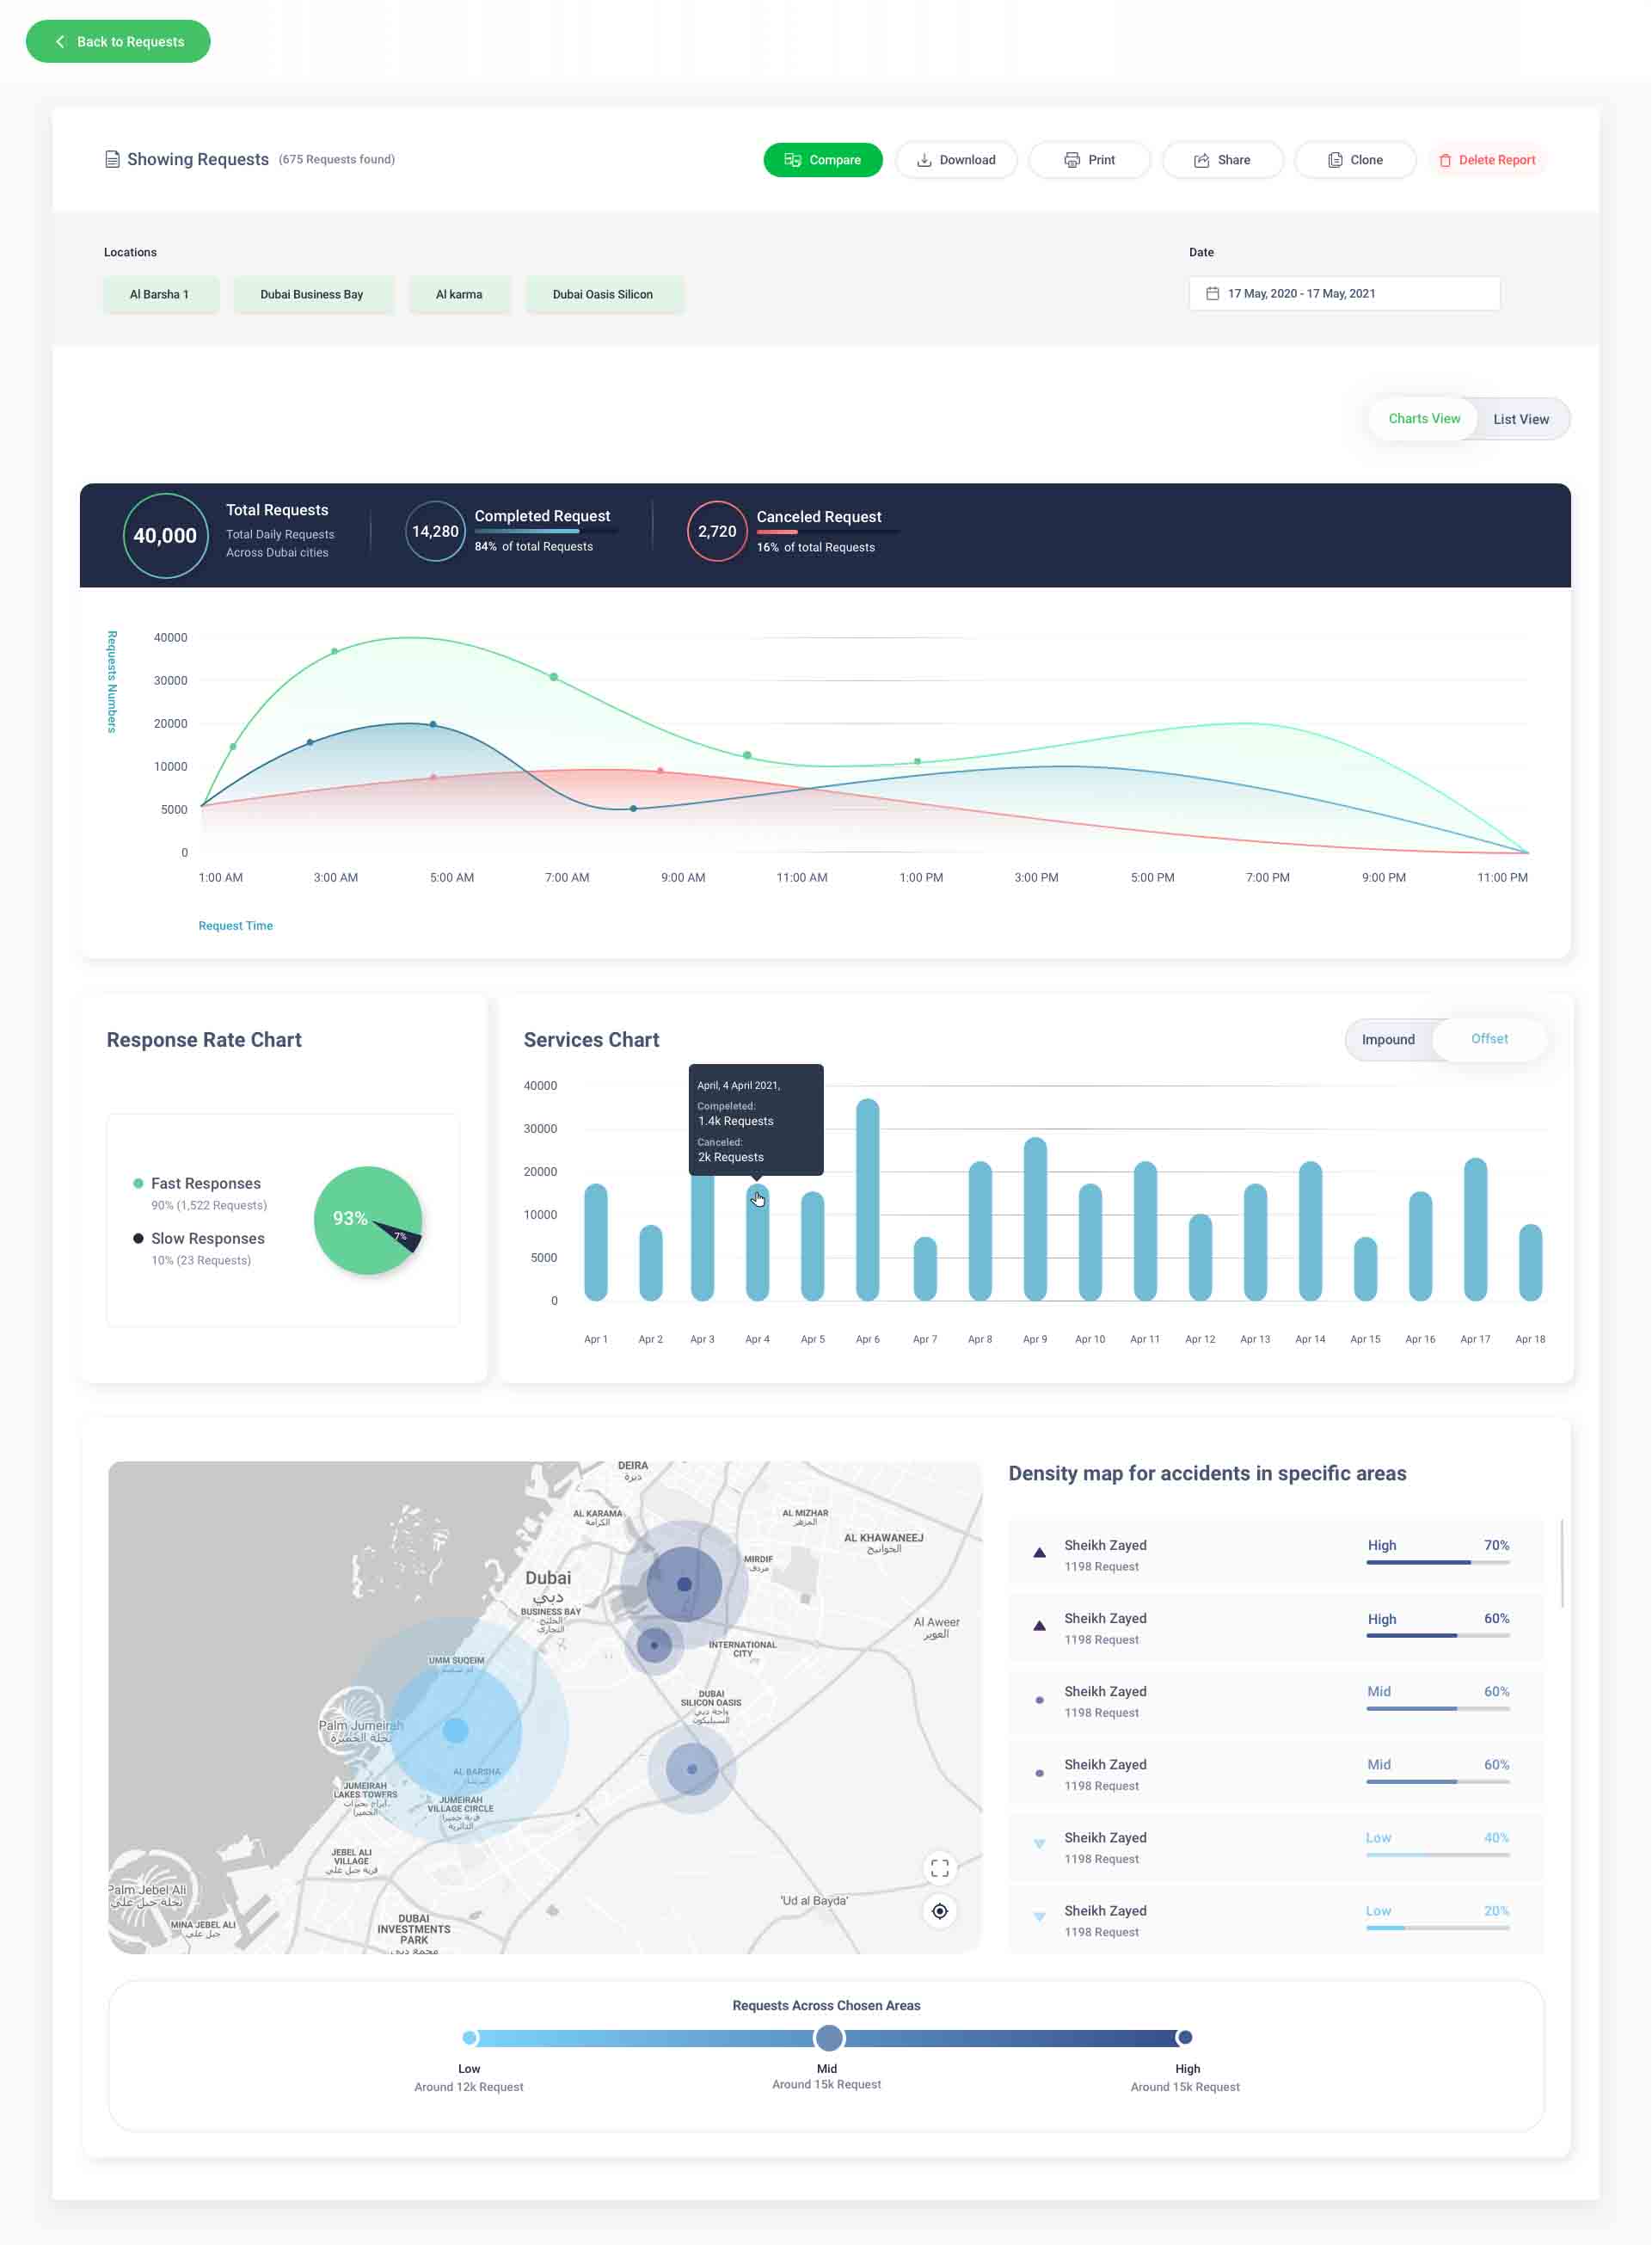 Back to Requests
Showing Requests (675 Requests found)
Compare
Download
Print
Share
Clone
Delete Report
Locations
Date
Al Barsha 1
Dubai Business Bay
Al karma
Dubai Oasis Silicon
17 May, 2020 - 17 May, 2021
Charts View
List View
40,000
Total Requests
Total Daily Requests
Across Dubai cities
14,280
Completed Request
84% of total Requests
2,720
Canceled Request
16% of total Requests
Requests Numbers
40000
30000
20000
10000
5000
0
1:00 AM
3:00 AM
5:00 AM
7:00 AM
9:00 AM
11:00 AM
1:00 PM
3:00 PM
5:00 PM
7:00 PM
9:00 PM
11:00 PM
Request Time
Response Rate Chart
Fast Responses
90% (1,522 Requests)
Slow Responses
10% (23 Requests)
93%
7%
Services Chart
Impound
Offset
40000
30000
20000
10000
5000
0
April, 4 April 2021,
Compeleted:
1.4k Requests
Canceled:
2k Requests
Apr 1
Apr 2
Apr 3
Apr 4
Apr 5
Apr 6
Apr 7
Apr 8
Apr 9
Apr 10
Apr 11
Apr 12
Apr 13
Apr 14
Apr 15
Apr 16
Apr 17
Apr 18
DEIRA
ديرة
AL KARAMA
الكرامة
AL MIZHAR
المزهر
AL KHAWANEEJ
الخوانيج
MIRDIF
مردف
Dubai
دبي
BUSINESS BAY
الخليج
التجاري
Al Aweer
العوير
INTERNATIONAL
CITY
UMM SUQEIM
أم سقيم
DUBAI
SILICON OASIS
واحة دبي
السيليكون
Palm Jumeirah
نخلة الجميرة
AL BARSHA
البرشا
JUMEIRAH
LAKES TOWERS
أبراج بحيرات
الجميرا
JUMEIRAH
VILLAGE CIRCLE
قرية جميرا
الدائرية
JEBEL ALI
VILLAGE
قرية جبل علي
Palm Jebel Ali
نخلة جبل علي
MINA JEBEL ALI
جبل علي
DUBAI
INVESTMENTS
PARK
مجمع دبي
'Ud al Bayda'
Density map for accidents in specific areas
Sheikh Zayed
1198 Request
High
70%
Sheikh Zayed
1198 Request
High
60%
Sheikh Zayed
1198 Request
Mid
60%
Sheikh Zayed
1198 Request
Mid
60%
Sheikh Zayed
1198 Request
Low
40%
Sheikh Zayed
1198 Request
Low
20%
Requests Across Chosen Areas
Low
Around 12k Request
Mid
Around 15k Request
High
Around 15k Request